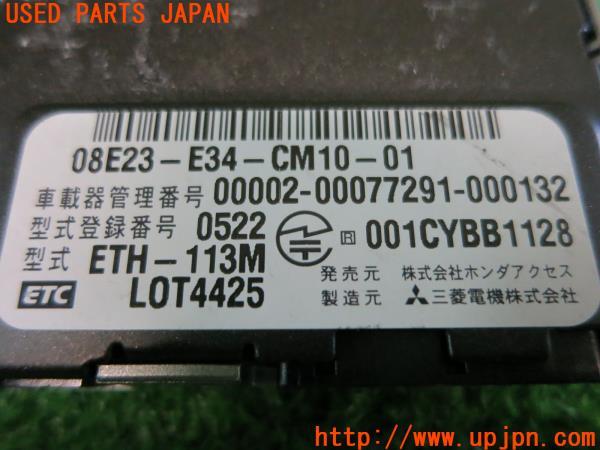 USED PARTS JAPAN
08E23-E34-CM10-01
車載器管理番号 00002-00077291-000132
型式登録番号 0522 R 001CYBB1128
型式 ETH-113M
ETC LOT4425
発売元 株式会社ホンダアクセス
製造元 三菱電機株式会社
UPJ
http:// www.upjpn.com